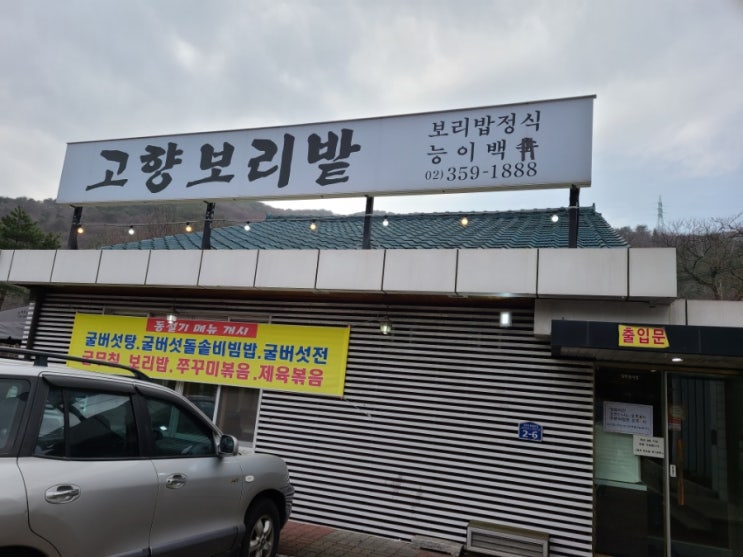 고향보리밭
보리밥정식
능이백숙
02) 359-1888
동절기 메뉴 개시
굴버섯탕.굴버섯돌솥비빔밥.굴버섯전
굴무침. 보리밥.쭈꾸미볶음.제육볶음
출입문
2-6